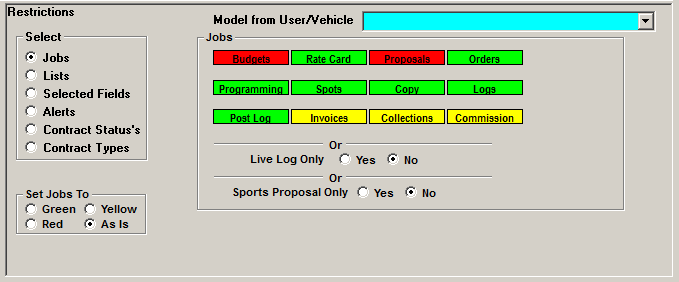 Restrictions
Model from User/Vehicle
Select
Jobs
Lists
Selected Fields
Alerts
Contract Status's
Contract Types
Set Jobs To
Green Yellow
Red As Is
Jobs
Budgets Rate Card Proposals Orders
Programming Spots Copy Logs
Post Log Invoices Collections Commission
Or
Live Log Only Yes No
Or
Sports Proposal Only Yes No